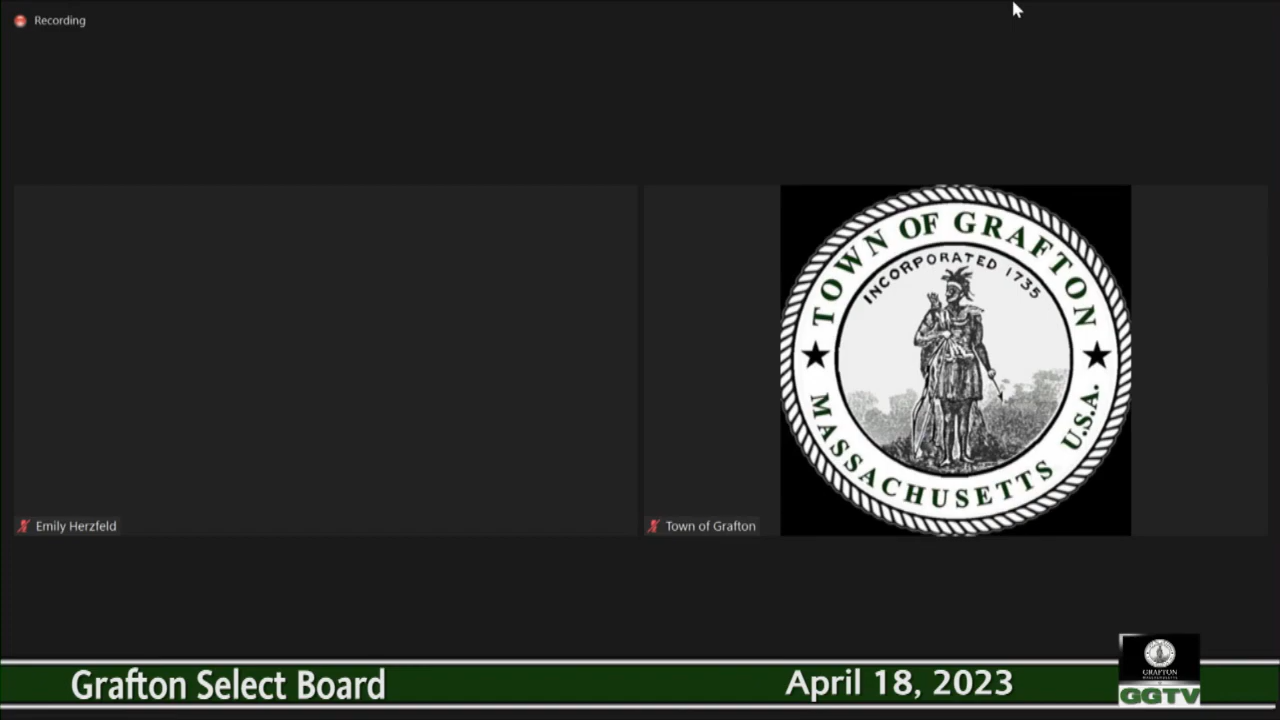 Recording
TOWN OF GRAFTON
INCORPORATED 1735
MASSACHUSETTS U.S.A.
Emily Herzfeld
Town of Grafton
Grafton Select Board
April 18, 2023
GRAFTON
GGTV